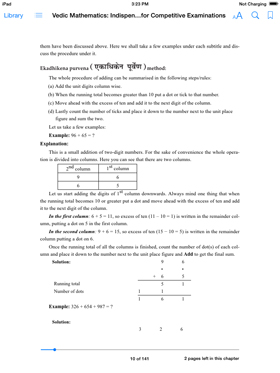 iPad 3:23 PM Not Charging
Library Vedic Mathematics: Indispen...for Competitive Examinations AA
there have been discussed above. Here we shall take a few examples under each subtitle and dis-
cuss the procedure under it.
Ekadhikena purvena ( एकाधिकेन पूर्वेण ) method:
The whole procedure of adding can be summarised in the following steps/rules:
(a) Add the unit digits column wise.
(b) When the running total becomes greater than 10 put a dot or tick to that number.
(c) Move ahead with the excess of ten and add it to the next digit of the column.
(d) Lastly count the number of ticks and place it down to the number next to the unit place
figure and sum the two.
Let us take a few examples:
Example: 96 + 65 = ?
Explanation:
This is a small addition of two-digit numbers. For the sake of convenience the whole opera-
tion is divided into columns. Here you can see that there are two columns.
2nd column 1st column
9 6
6 5
Let us start adding the digits of 1st column downwards. Always mind one thing that when
the running total becomes 10 or greater put a dot and move ahead with the excess of ten and add
it to the next digit of the column.
In the first column: 6 + 5 = 11, so excess of ten (11 – 10 = 1) is written in the remainder col-
umn, putting a dot on 5 in the first column.
In the second column: 9 + 6 = 15, so excess of ten (15 – 10 = 5) is written in the remainder
column putting a dot on 6.
Once the running total of all the columns is finished, count the number of dot(s) of each col-
umn and place it down to the number next to the unit place figure and Add to get the final sum.
Solution: 9 6
+ 6 5
Running total 5 1
Number of dots 1 1
1 6 1
Example: 326 + 658 + 987 = ?
Solution:
3 2 6
10 of 141 2 pages left in this chapter